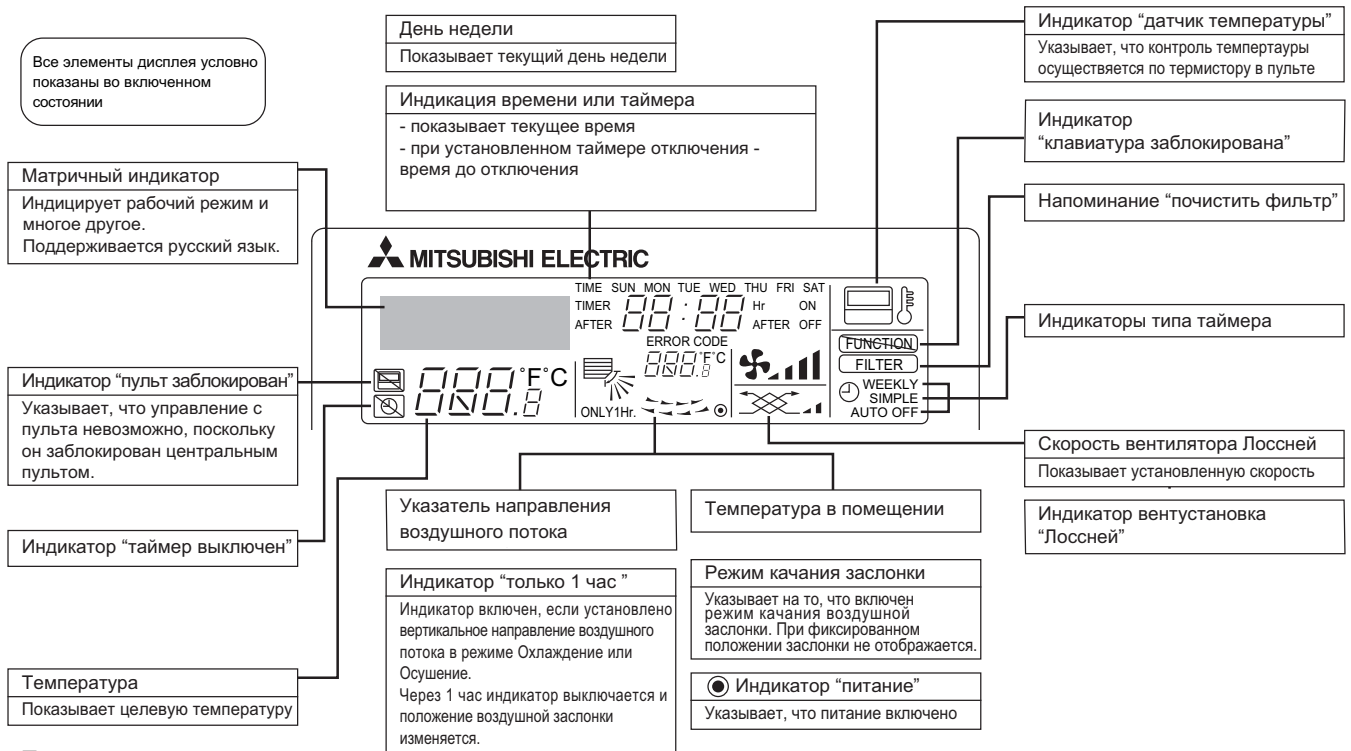 Все элементы дисплея условно
показаны во включенном
состоянии
День недели
Показывает текущий день недели
Индикация времени или таймера
- показывает текущее время
- при установленном таймере отключения -
время до отключения
Индикатор “датчик температуры”
Указывает, что контроль темпертауры
осуществяется по термистору в пульте
Индикатор
“клавиатура заблокирована”
Напоминание “почистить фильтр”
Индикаторы типа таймера
Матричный индикатор
Индицирует рабочий режим и
многое другое.
Поддерживается русский язык.
MITSUBISHI ELECTRIC
TIME SUN MON TUE WED THU FRI SAT
TIMER 88:88 Hr ON
AFTER AFTER OFF
ERROR CODE
888.8 °F°C
888.8 °F°C
ONLY1Hr.
FUNCTION
FILTER
WEEKLY
SIMPLE
AUTO OFF
Индикатор “пульт заблокирован”
Указывает, что управление с
пульта невозможно, поскольку
он заблокирован центральным
пультом.
Индикатор “таймер выключен”
Температура
Показывает целевую температуру
Указатель направления
воздушного потока
Температура в помещении
Индикатор “только 1 час ”
Индикатор включен, если установлено
вертикальное направление воздушного
потока в режиме Охлаждение или
Осушение.
Через 1 час индикатор выключается и
положение воздушной заслонки
изменяется.
Режим качания заслонки
Указывает на то, что включен
режим качания воздушной
заслонки. При фиксированном
положении заслонки не отображается.
Индикатор “питание”
Указывает, что питание включено
Скорость вентилятора Лоссней
Показывает установленную скорость
Индикатор вентустановка
“Лоссней”